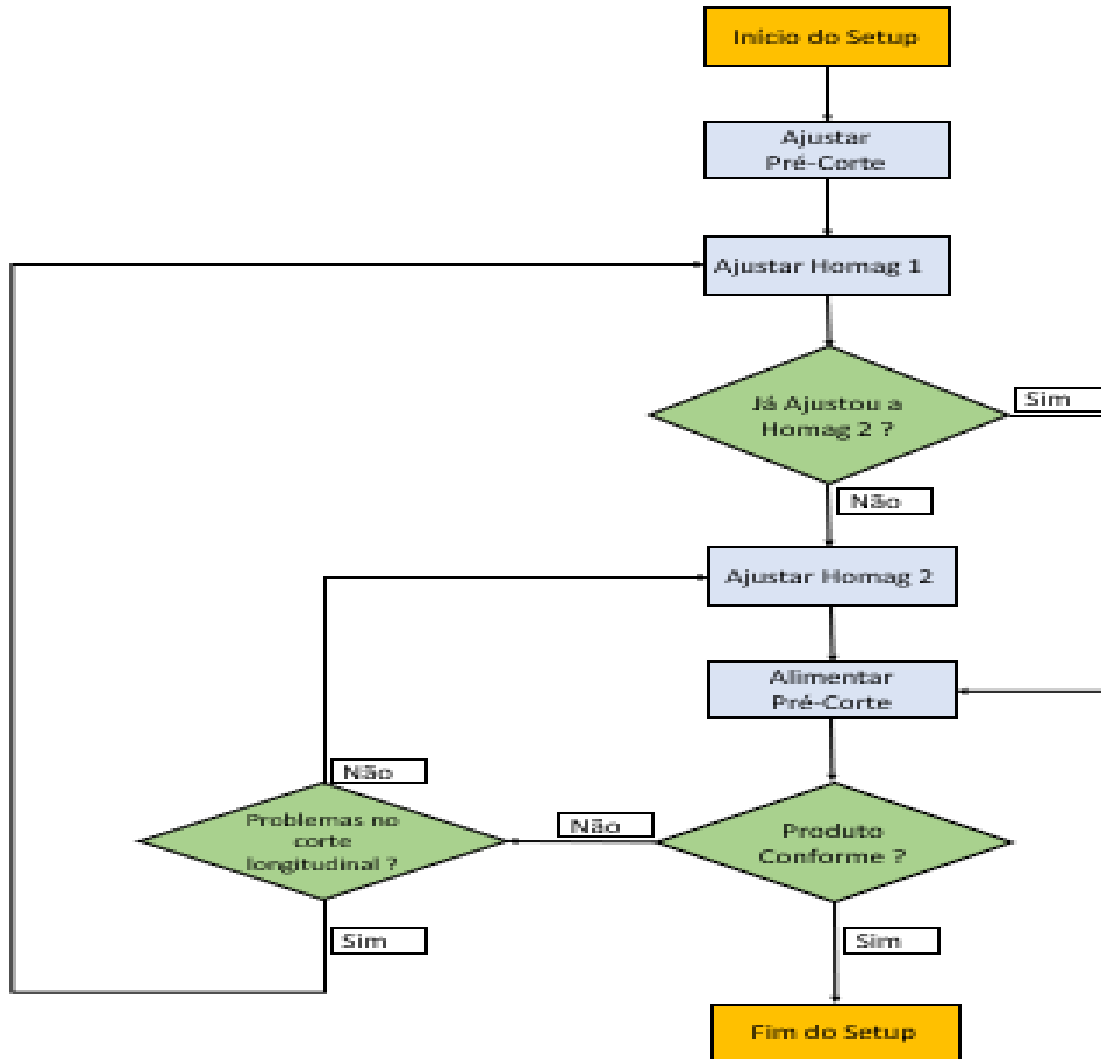 Inicio do Setup
Ajustar
Pré-Corte
Ajustar Homag 1
Já Ajustou a
Homag 2 ?
Sim
Não
Ajustar Homag 2
Alimentar
Pré-Corte
Não
Problemas no
corte
longitudinal ?
Não
Produto
Conforme ?
Sim
Sim
Fim do Setup